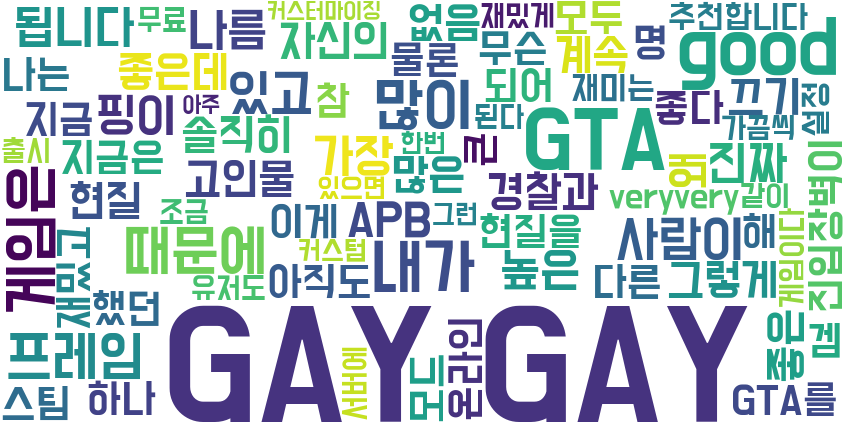 됩니다
무료
나름
커스터마이징
자신의
없음
재밌게
모두
추천합니다
나는
좋은데
물론
무슨
계속
명
good
지금
핑이
아주
있고
참
많이
되어
재미는
좋다
끄기
설정
출시
지금은
솔직히
가장
한번
된다
큰
GTA
왜
진짜
가끔씩
게임은
현질
고인물
있으면
많은
경찰과
veryvery
같이
진입장벽이
재밌고
조금
때문에
이게
APB
그런
현질을
사람이
해
게임이다
커스텀
내가
높은
했던
유저도
아직도
다른
그렇게
프레임
GAY
GAY
좋은
겜
스팀
하나
서버에
모드
온라인
GTA를